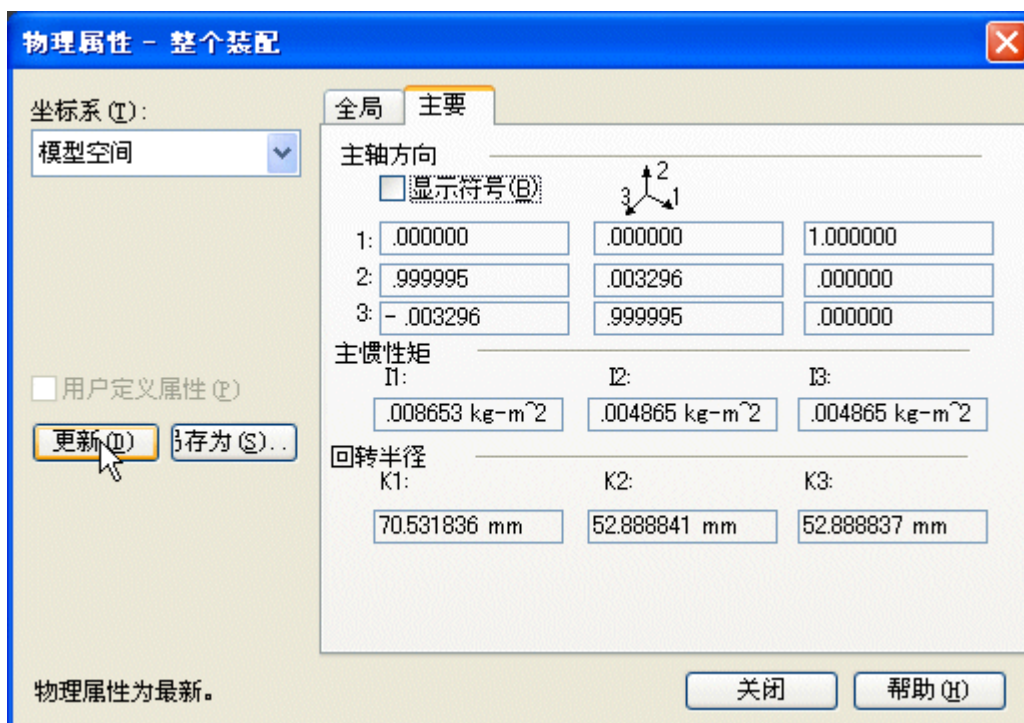 物理属性 - 整个装配
坐标系(T):
模型空间
用户定义属性(P)
更新(D)
另存为(S)..
全局
主要
主轴方向
显示符号(B)
2
3
1
1: .000000 .000000 1.000000
2: .999995 .003296 .000000
3: - .003296 .999995 .000000
主惯性矩
I1: I2: I3:
.008653 kg-m^2 .004865 kg-m^2 .004865 kg-m^2
回转半径
K1: K2: K3:
70.531836 mm 52.888841 mm 52.888837 mm
物理属性为最新。
关闭
帮助(H)